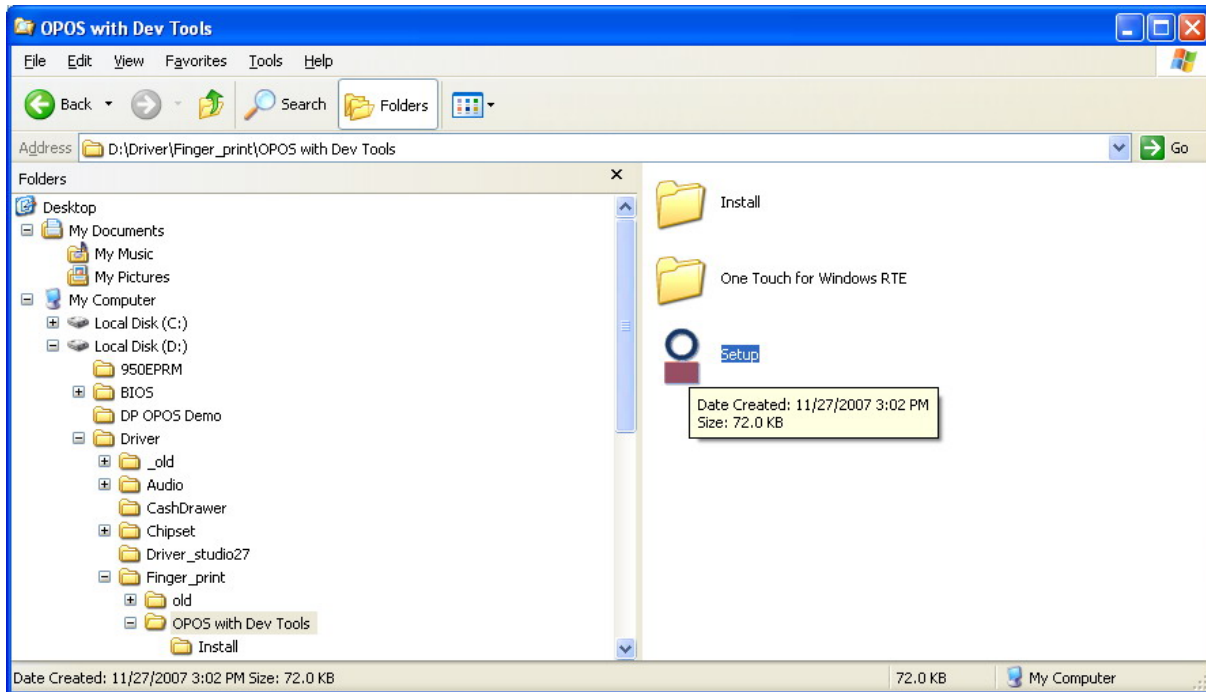 OPOS with Dev Tools
File Edit View Favorites Tools Help
Back Search Folders
Address D:\Driver\Finger_print\OPOS with Dev Tools Go
Folders
Desktop
My Documents
My Music
My Pictures
My Computer
Local Disk (C:)
Local Disk (D:)
950EPRM
BIOS
DP OPOS Demo
Driver
_old
Audio
CashDrawer
Chipset
Driver_studio27
Finger_print
old
OPOS with Dev Tools
Install
Install
One Touch for Windows RTE
Setup
Date Created: 11/27/2007 3:02 PM
Size: 72.0 KB
Date Created: 11/27/2007 3:02 PM Size: 72.0 KB 72.0 KB My Computer